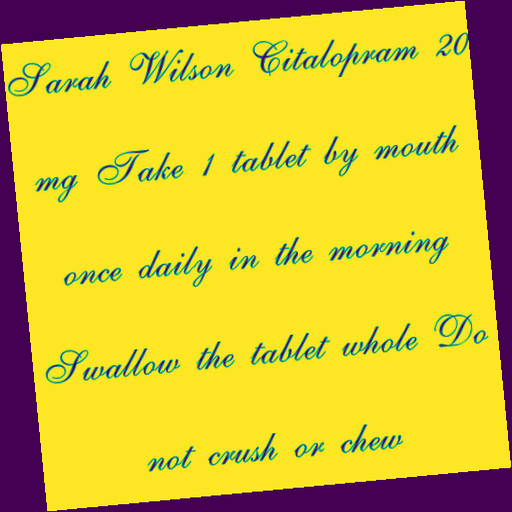 Sarah Wilson Citalopram 20
mg Take 1 tablet by mouth
once daily in the morning
Swallow the tablet whole Do
not crush or chew